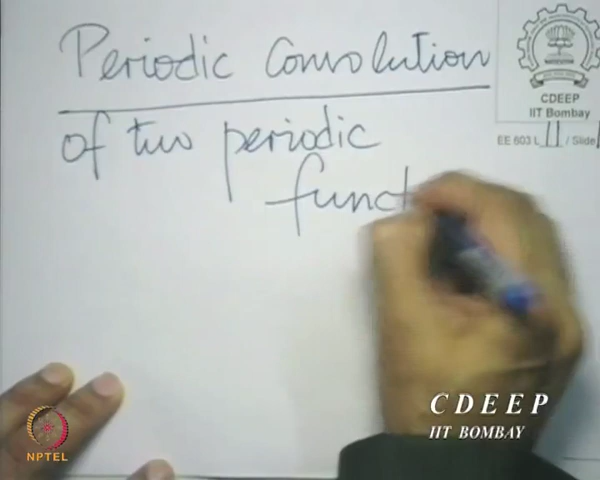 Periodic Convolution
of two periodic
funct
CDEEP
IIT Bombay
EE 603 L 11 / Slide
CDEEP
IIT BOMBAY
NPTEL